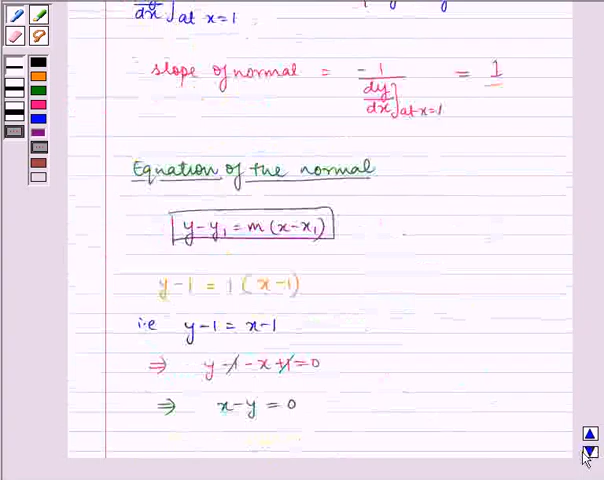 dx ] at x=1
slope of normal = -1 / dy/dx ] at x=1 = 1
Equation of the normal
y-y₁ = m(x-x₁)
y-1 = 1(x-1)
i.e y-1 = x-1
⇒ y-1-x+1=0
⇒ x-y=0